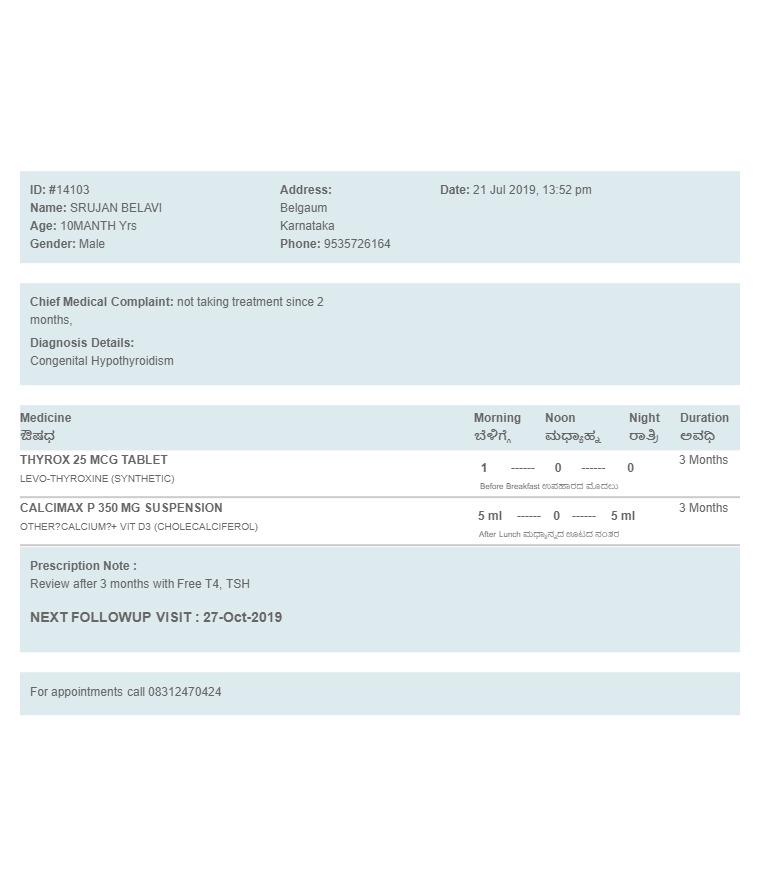 ID: #14103
Name: SRUJAN BELAVI
Age: 10MANTH Yrs
Gender: Male
Address:
Belgaum
Karnataka
Phone: 9535726164
Date: 21 Jul 2019, 13:52 pm
Chief Medical Complaint: not taking treatment since 2
months,
Diagnosis Details:
Congenital Hypothyroidism
Medicine Morning Noon Night Duration
ಔಷಧ ಬೆಳಿಗ್ಗೆ ಮಧ್ಯಾಹ್ನ ರಾತ್ರಿ ಅವಧಿ
THYROX 25 MCG TABLET 1 ------ 0 ------ 0 3 Months
LEVO-THYROXINE (SYNTHETIC) Before Breakfast ಉಪಹಾರದ ಮೊದಲು
CALCIMAX P 350 MG SUSPENSION 5 ml ------ 0 ------ 5 ml 3 Months
OTHER?CALCIUM?+ VIT D3 (CHOLECALCIFEROL) After Lunch ಮಧ್ಯಾನ್ಹದ ಊಟದ ನಂತರ
Prescription Note :
Review after 3 months with Free T4, TSH
NEXT FOLLOWUP VISIT : 27-Oct-2019
For appointments call 08312470424